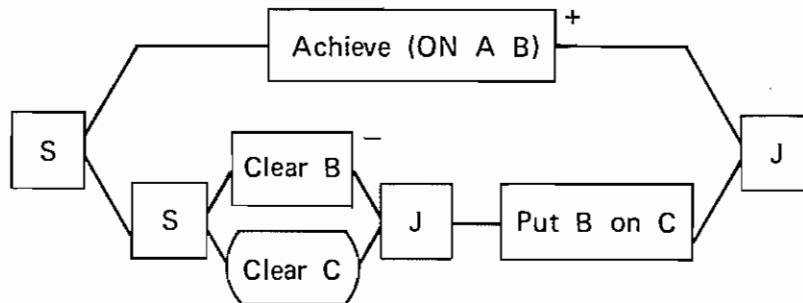 Achieve (ON A B) +
S
Clear B −
S
J
Put B on C
J
Clear C